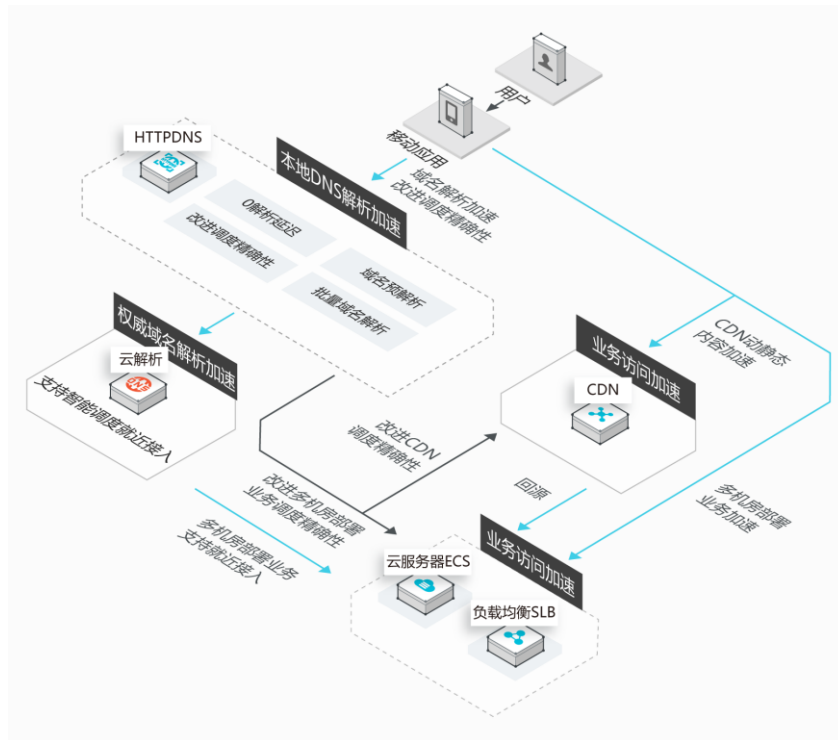 用户
移动应用
HTTPDNS
本地DNS解析加速
域名解析加速
改进调度精确性
0解析延迟
改进调度精确性
域名预解析
批量域名解析
权威域名解析加速
云解析
支持智能调度就近接入
业务访问加速
CDN
CDN动静态
内容加速
改进CDN
调度精确性
改进多机房部署
业务调度精确性
回源
多机房部署
业务加速
多机房部署业务
支持就近接入
业务访问加速
云服务器ECS
负载均衡SLB